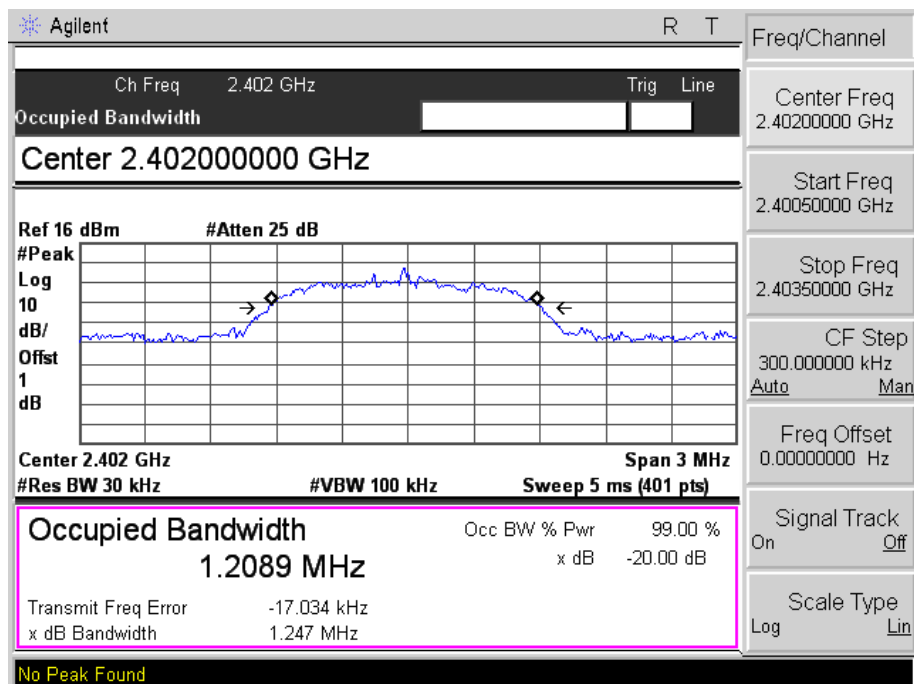 Agilent R T
Ch Freq 2.402 GHz Trig Line
Occupied Bandwidth
Center 2.402000000 GHz
Ref 16 dBm #Atten 25 dB
#Peak
Log
10
dB/
Offst
1
dB
Center 2.402 GHz Span 3 MHz
#Res BW 30 kHz #VBW 100 kHz Sweep 5 ms (401 pts)
Occupied Bandwidth Occ BW % Pwr 99.00 %
1.2089 MHz x dB -20.00 dB
Transmit Freq Error -17.034 kHz
x dB Bandwidth 1.247 MHz
No Peak Found
Freq/Channel
Center Freq
2.40200000 GHz
Start Freq
2.40050000 GHz
Stop Freq
2.40350000 GHz
CF Step
300.000000 kHz
Auto Man
Freq Offset
0.00000000 Hz
Signal Track
On Off
Scale Type
Log Lin